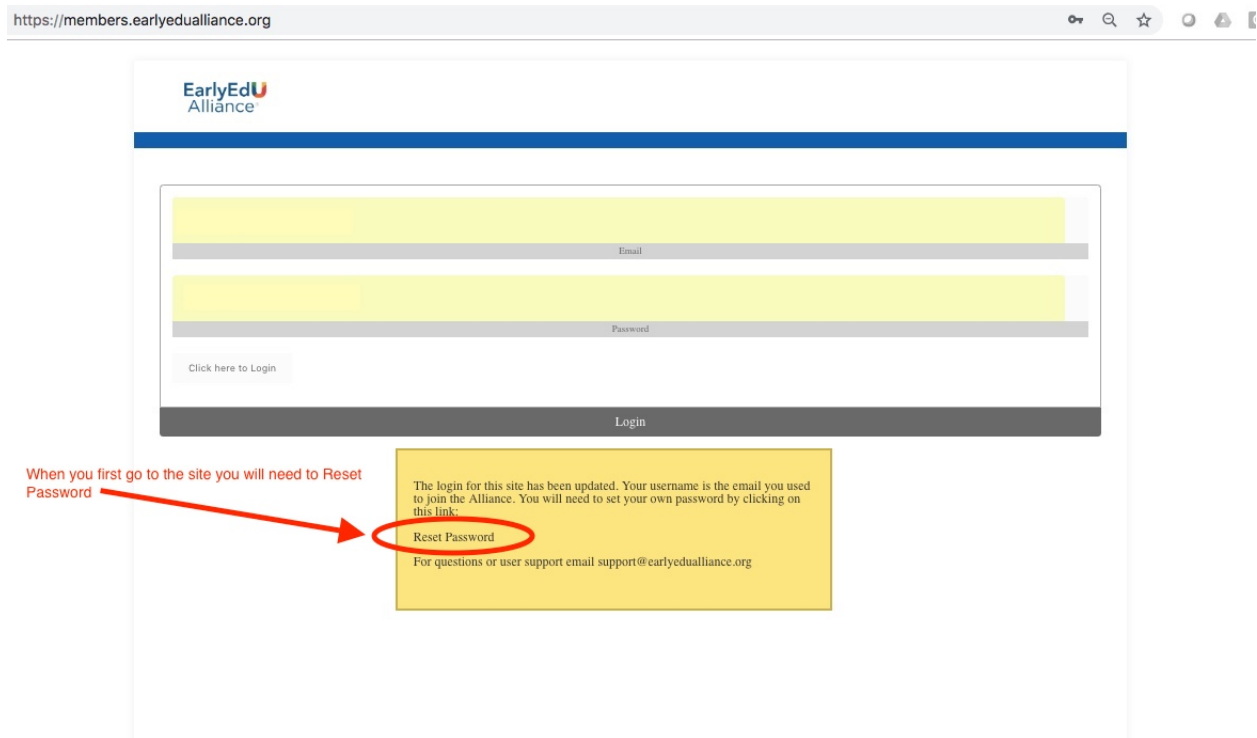 https://members.earlyedualliance.org
EarlyEdU
Alliance
Email
Password
Click here to Login
Login
When you first go to the site you will need to Reset
Password
The login for this site has been updated. Your username is the email you used
to join the Alliance. You will need to set your own password by clicking on
this link:
Reset Password
For questions or user support email support@earlyedualliance.org